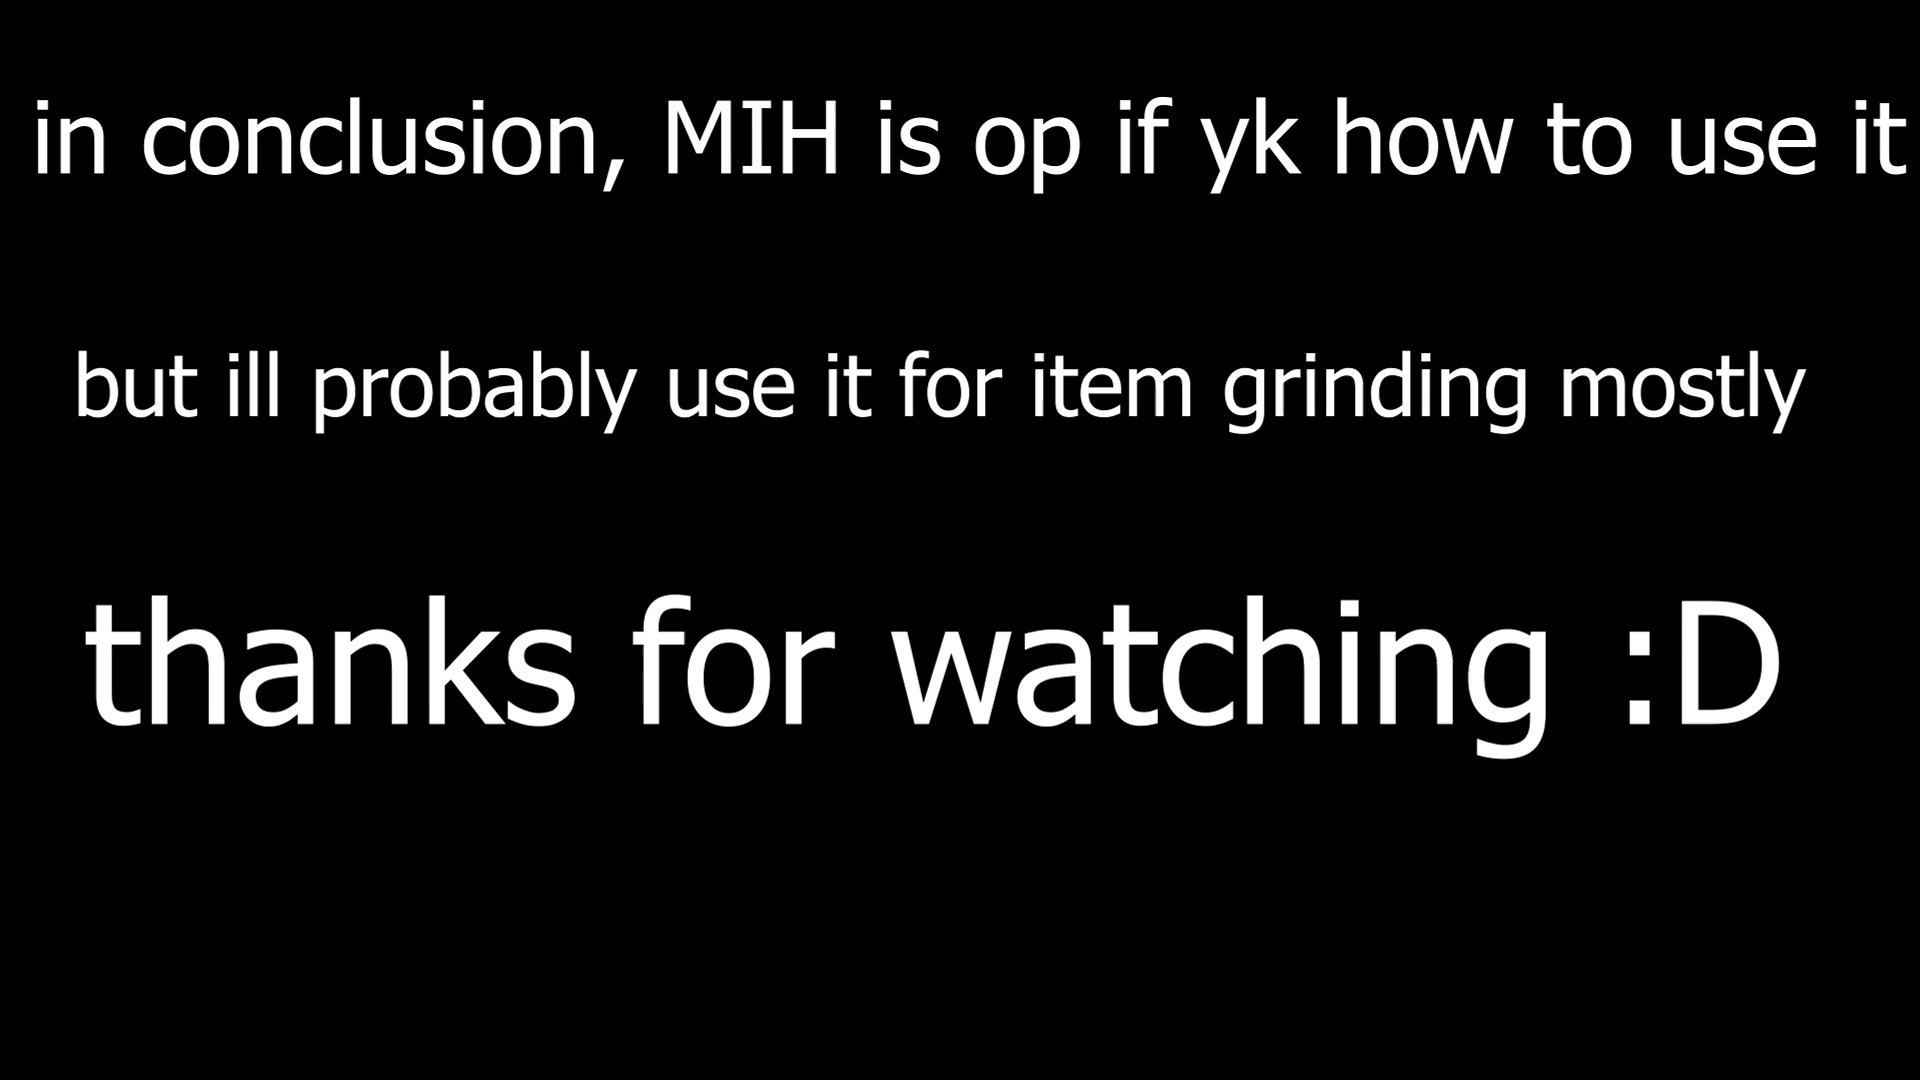 in conclusion, MIH is op if yk how to use it
but ill probably use it for item grinding mostly
thanks for watching :D